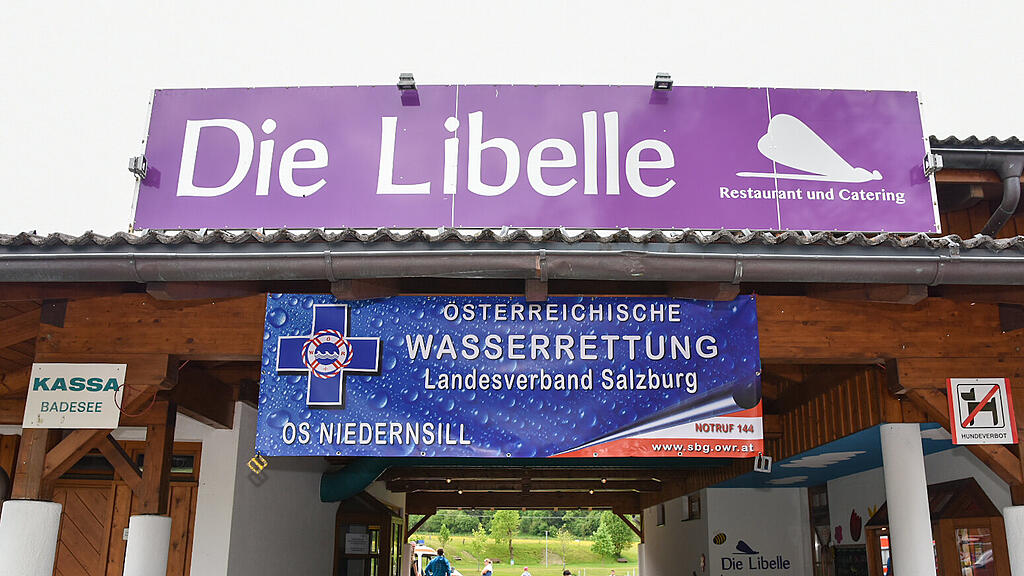 Die Libelle
Restaurant und Catering
ÖSTERREICHISCHE
WASSERRETTUNG
Landesverband Salzburg
OS NIEDERNSILL
NOTRUF 144
www.sbg.owr.at
KASSA
BADESEE
HUNDEVERBOT
Die Libelle